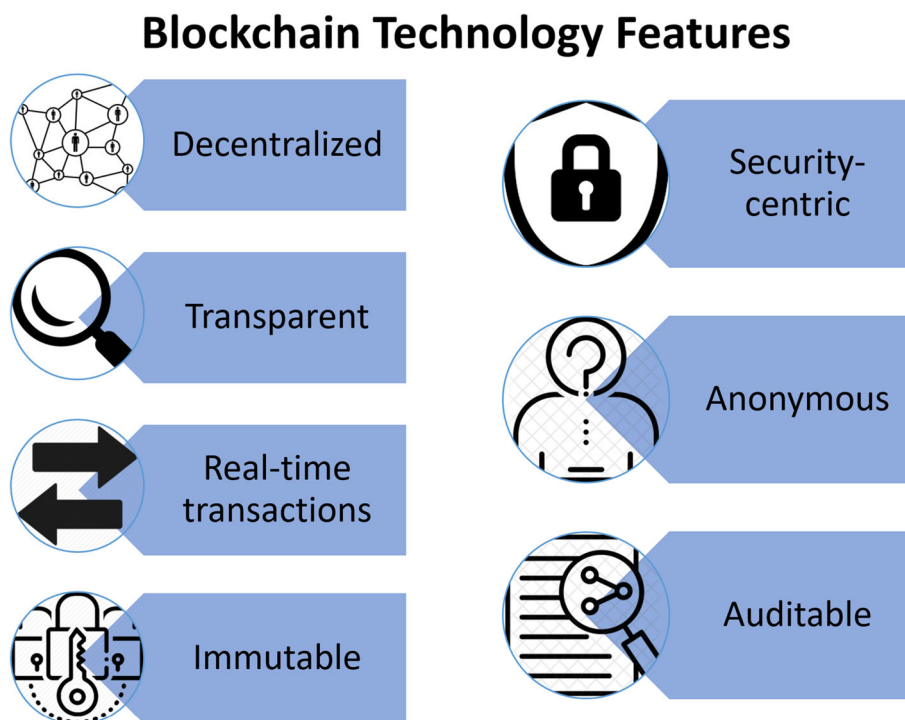 Blockchain Technology Features
Decentralized
Transparent
Real-time
transactions
Immutable
Security-
centric
Anonymous
Auditable